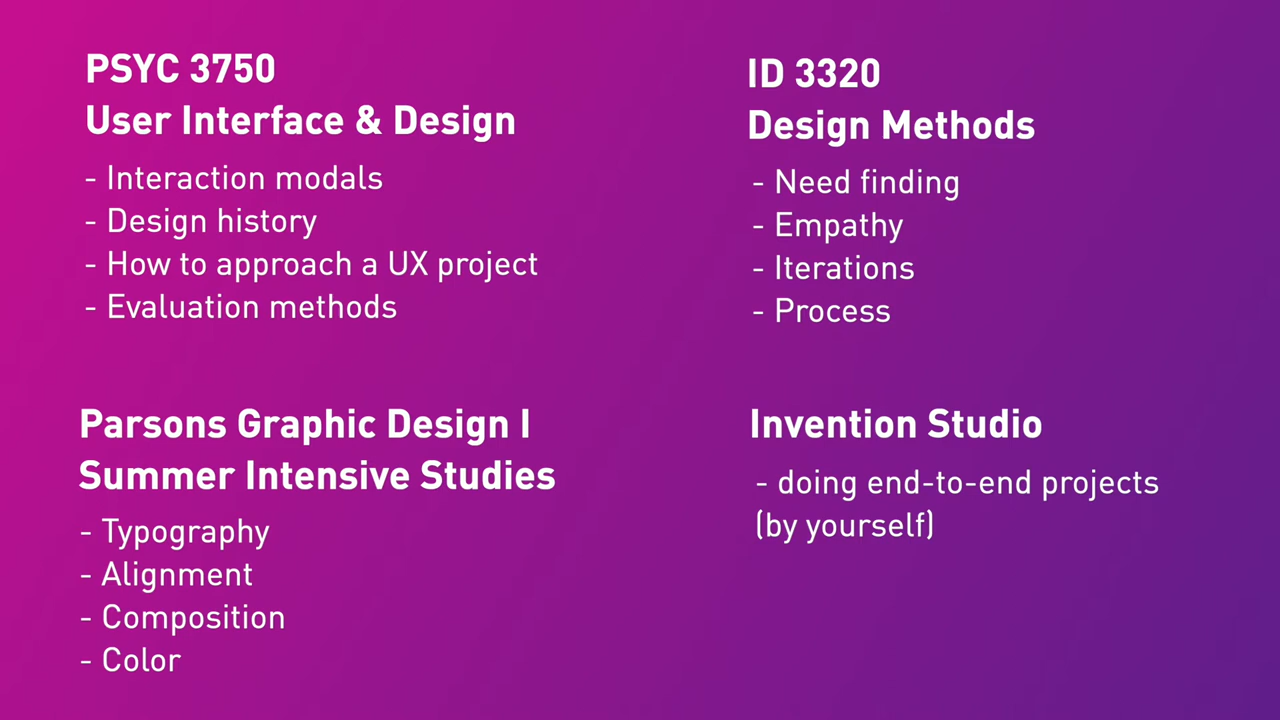 PSYC 3750
User Interface & Design
- Interaction modals
- Design history
- How to approach a UX project
- Evaluation methods
ID 3320
Design Methods
- Need finding
- Empathy
- Iterations
- Process
Parsons Graphic Design I
Summer Intensive Studies
- Typography
- Alignment
- Composition
- Color
Invention Studio
- doing end-to-end projects
(by yourself)